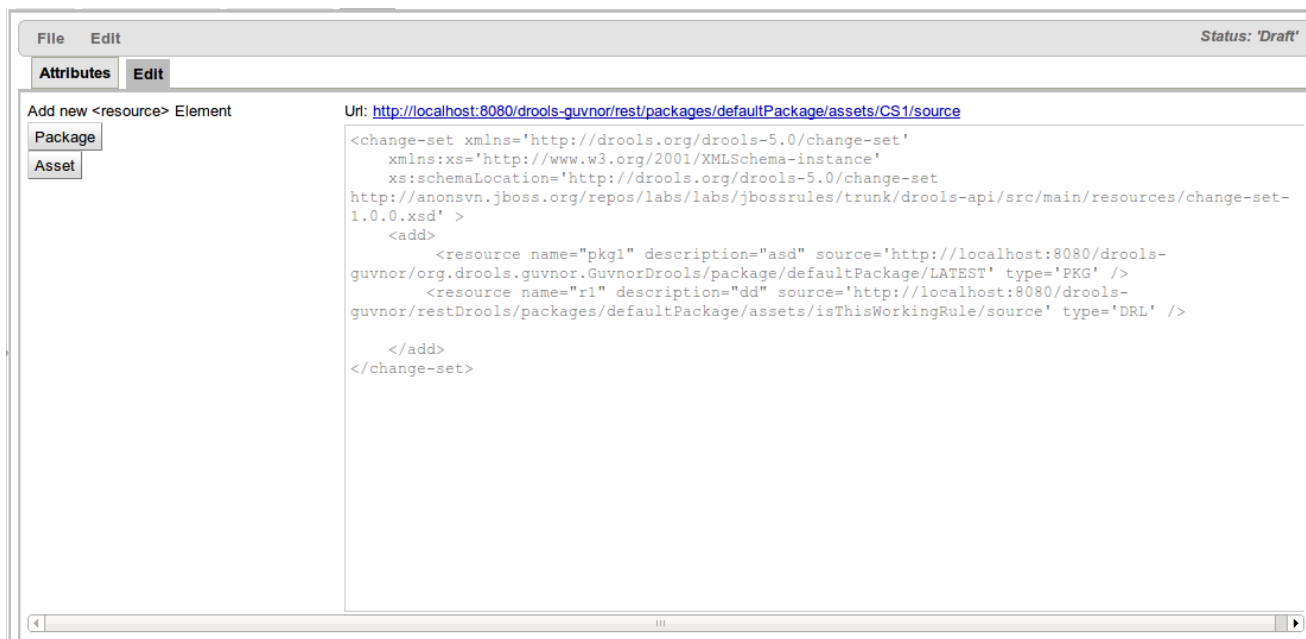 File Edit Status: 'Draft'
Attributes Edit
Add new <resource> Element
Package
Asset
Url: http://localhost:8080/drools-guvnor/rest/packages/defaultPackage/assets/CS1/source
<change-set xmlns='http://drools.org/drools-5.0/change-set'
xmlns:xs='http://www.w3.org/2001/XMLSchema-instance'
xs:schemaLocation='http://drools.org/drools-5.0/change-set
http://anonsvn.jboss.org/repos/labs/labs/jbossrules/trunk/drools-api/src/main/resources/change-set-
1.0.0.xsd' >
<add>
<resource name="pkg1" description="asd" source='http://localhost:8080/drools-
guvnor/org.drools.guvnor.GuvnorDrools/package/defaultPackage/LATEST' type='PKG' />
<resource name="r1" description="dd" source='http://localhost:8080/drools-
guvnor/restDrools/packages/defaultPackage/assets/isThisWorkingRule/source' type='DRL' />
</add>
</change-set>